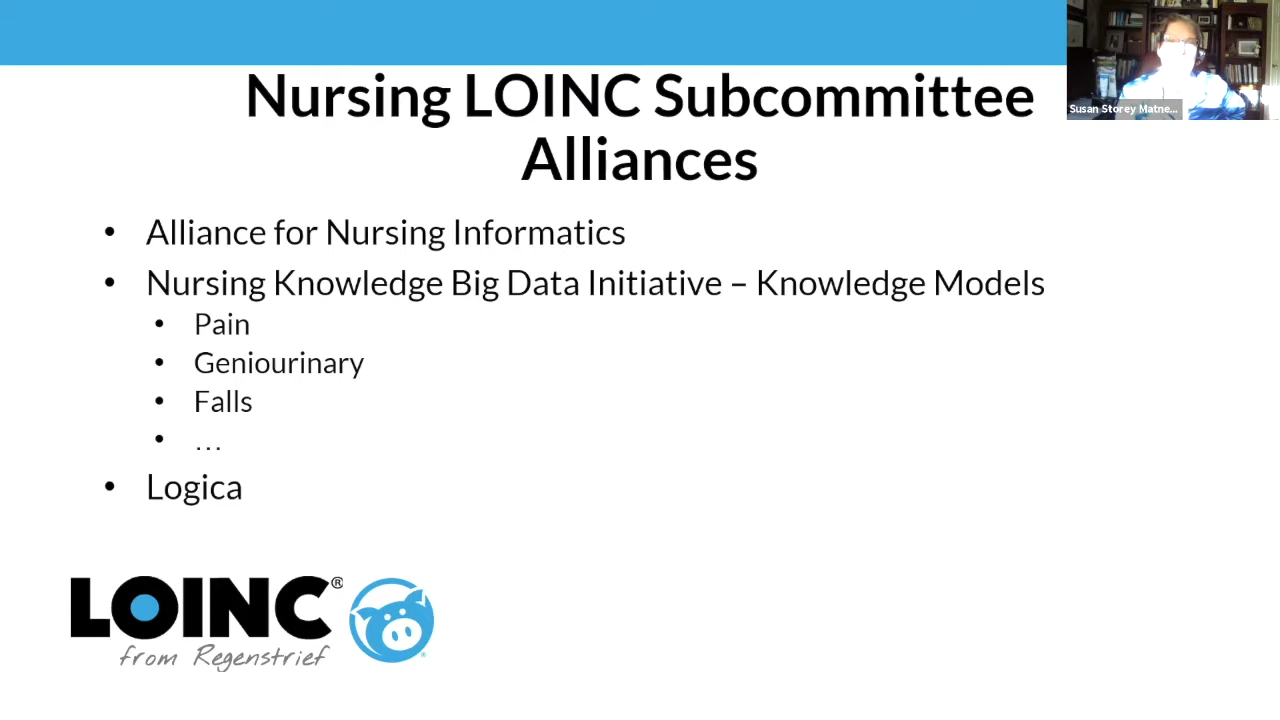 Nursing LOINC Subcommittee
Alliances
Susan Storey Matne...
• Alliance for Nursing Informatics
• Nursing Knowledge Big Data Initiative – Knowledge Models
• Pain
• Geniourinary
• Falls
• …
• Logica
LOINC®
from Regenstrief